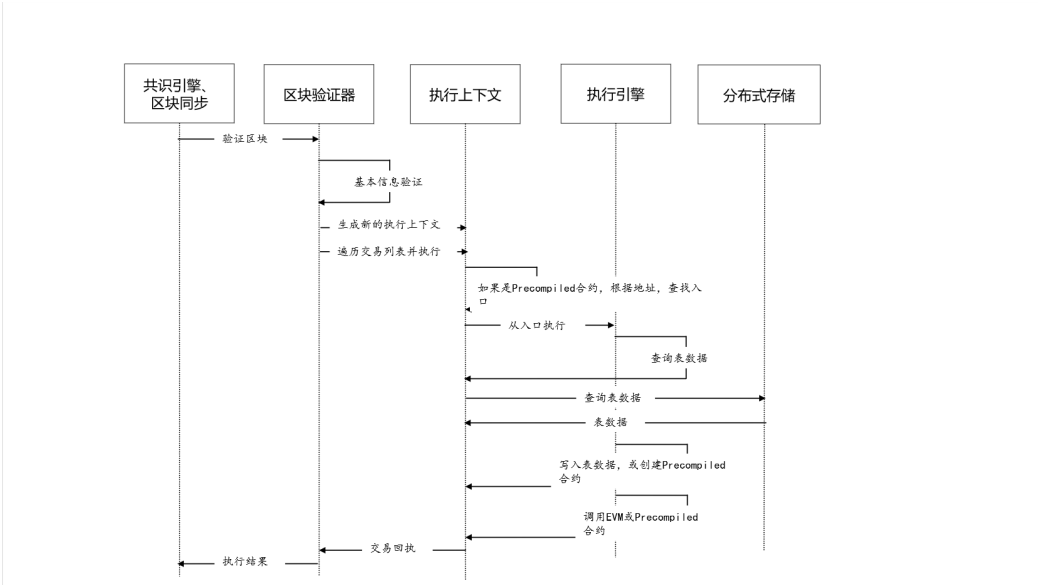 共识引擎、
区块同步
区块验证器
执行上下文
执行引擎
分布式存储
验证区块
基本信息验证
生成新的执行上下文
遍历交易列表并执行
如果是Precompiled合约，根据地址，查找入
口
从入口执行
查询表数据
查询表数据
表数据
写入表数据，或创建Precompiled
合约
调用EVM或Precompiled
合约
交易回执
执行结果